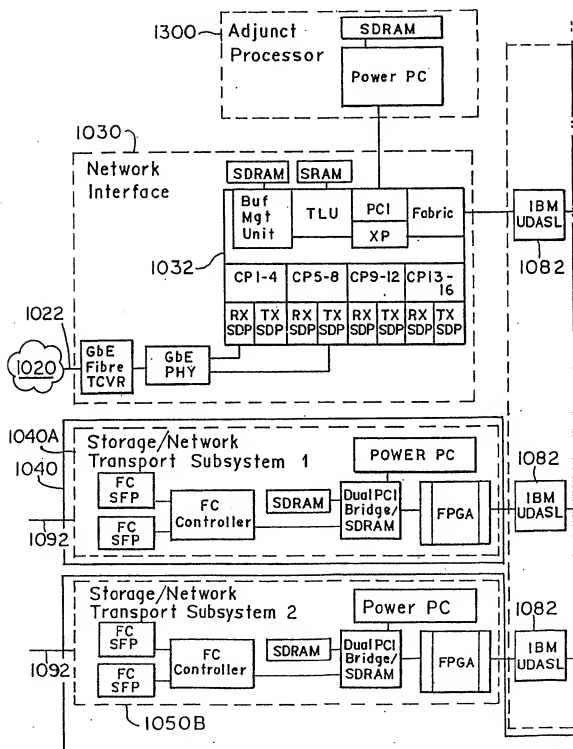 1300
Adjunct
Processor
SDRAM
Power PC
1030
Network
Interface
SDRAM
SRAM
Buf
Mgt
Unit
TLU
PCI
XP
Fabric
IBM
UDASL
1082
1032
CP1-4
CP5-8
CP9-12
CP13-
16
RX
SDP
TX
SDP
RX
SDP
TX
SDP
RX
SDP
TX
SDP
RX
SDP
TX
SDP
1022
1020
GbE
Fibre
TCVR
GbE
PHY
1040A
1040
1092
Storage/Network
Transport Subsystem 1
FC
SFP
FC
SFP
FC
Controller
SDRAM
POWER PC
Dual PCI
Bridge/
SDRAM
FPGA
1082
IBM
UDASL
Storage/Network
Transport Subsystem 2
1092
FC
SFP
FC
SFP
FC
Controller
SDRAM
Power PC
Dual PCI
Bridge/
SDRAM
FPGA
1082
IBM
UDASL
1050B